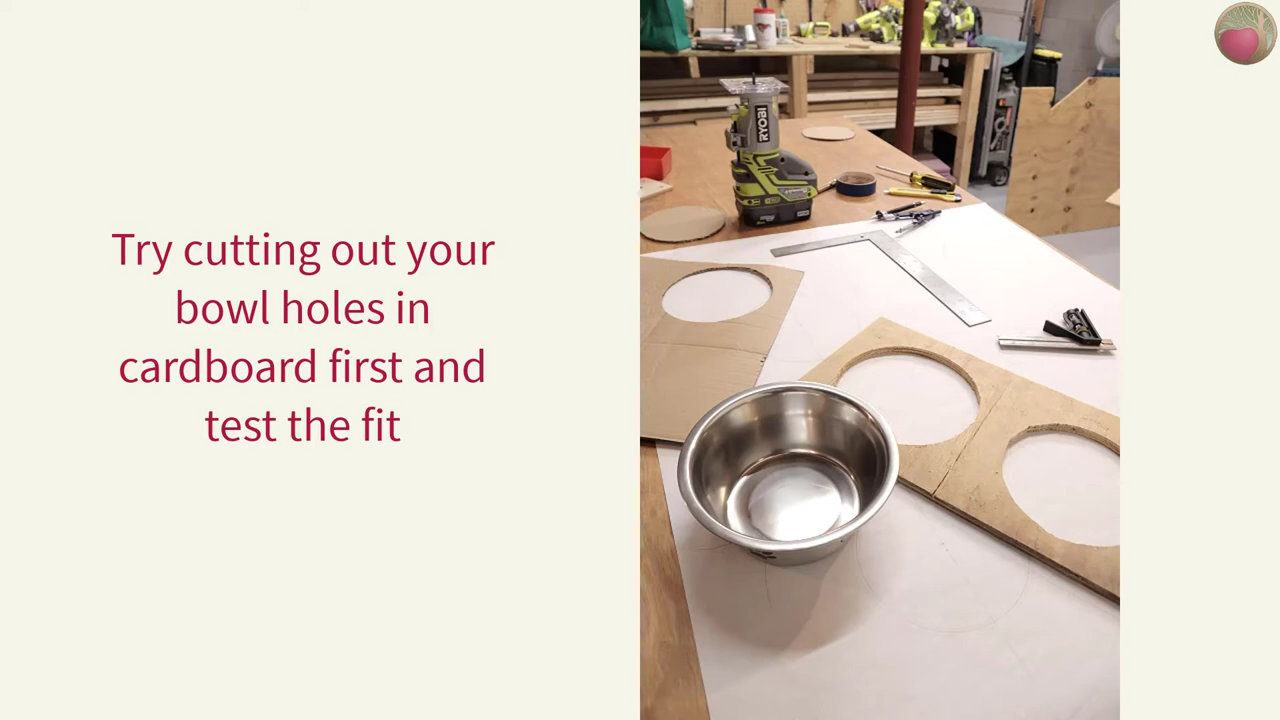 Try cutting out your
bowl holes in
cardboard first and
test the fit
RYOBI